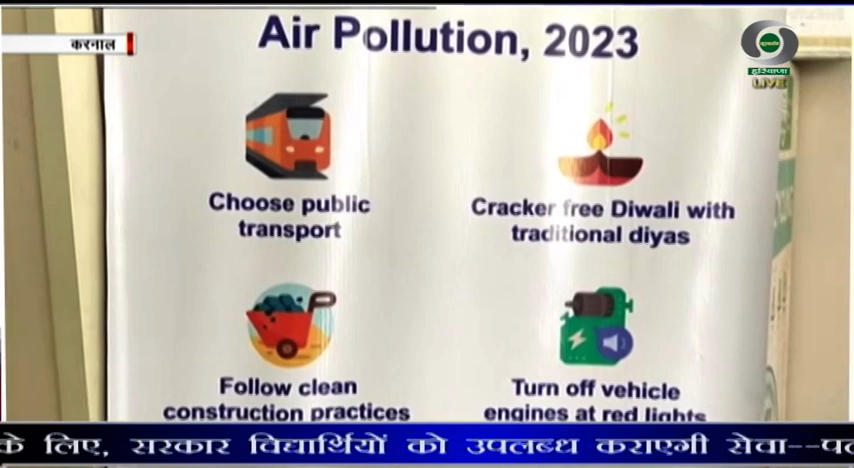 करनाल
Air Pollution, 2023
हरियाणा
LIVE
Choose public
transport
Cracker free Diwali with
traditional diyas
Follow clean
construction practices
Turn off vehicle
engines at red lights
के लिए, सरकार विद्यार्थियों को उपलब्ध कराएगी सेवा--